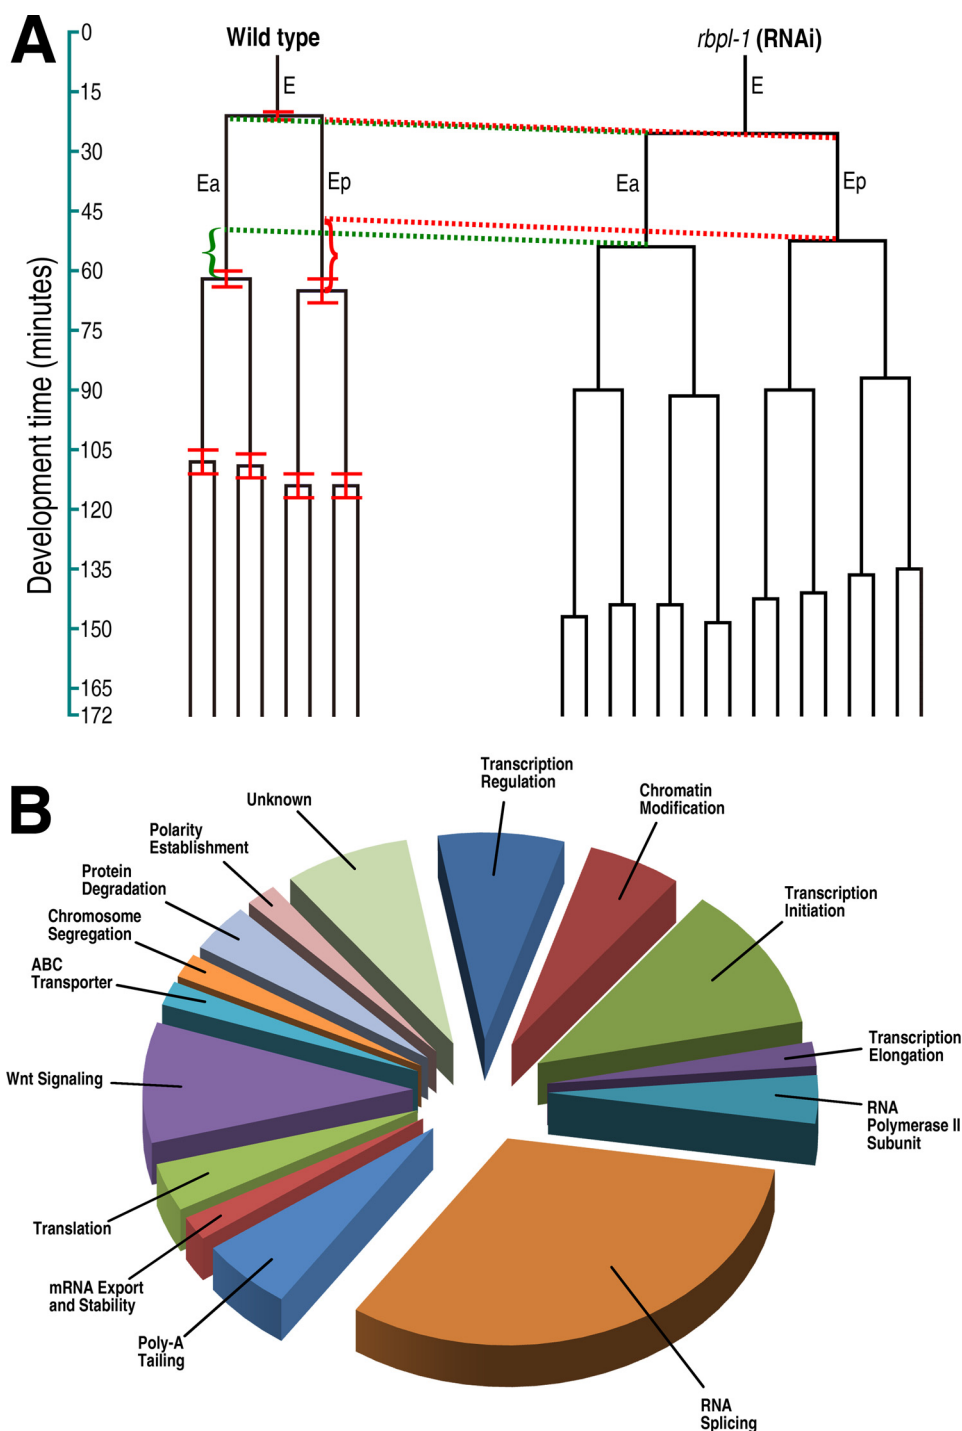 A
Wild type
rbpl-1 (RNAi)
Development time (minutes)
0
15
30
45
60
75
90
105
120
135
150
165
172
E
Ea
Ep
E
Ea
Ep
B
Transcription
Regulation
Chromatin
Modification
Transcription
Initiation
Transcription
Elongation
RNA
Polymerase II
Subunit
RNA
Splicing
Poly-A
Tailing
mRNA Export
and Stability
Translation
Wnt Signaling
ABC
Transporter
Chromosome
Segregation
Protein
Degradation
Polarity
Establishment
Unknown